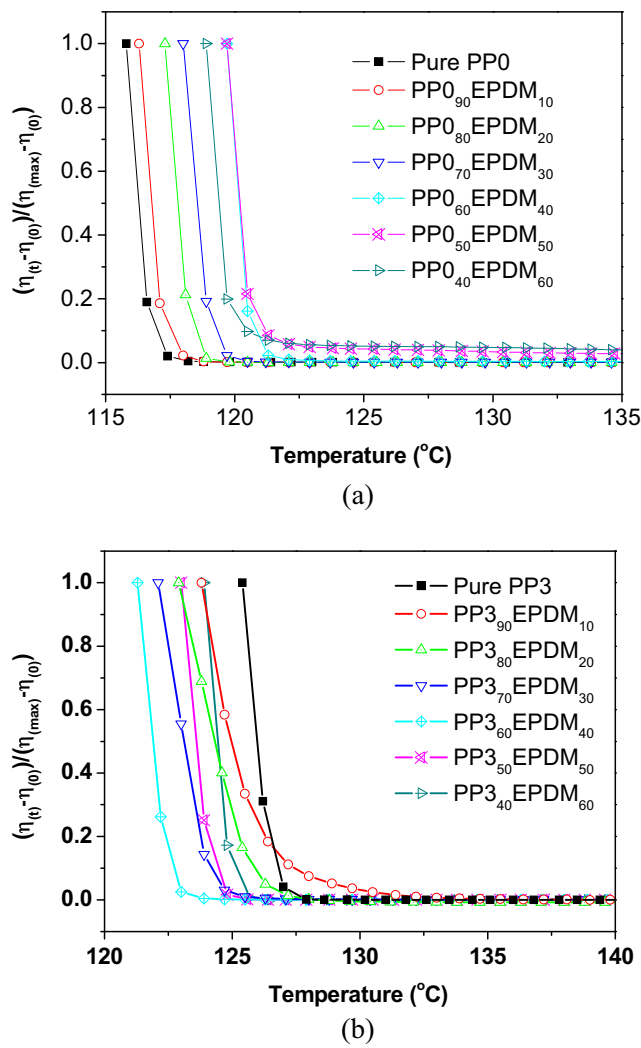 1.0
0.8
0.6
0.4
0.2
0.0
(η(t)-η(0))/(η(max)-η(0))
Pure PP0
PP0₉₀EPDM₁₀
PP0₈₀EPDM₂₀
PP0₇₀EPDM₃₀
PP0₆₀EPDM₄₀
PP0₅₀EPDM₅₀
PP0₄₀EPDM₆₀
115 120 125 130 135
Temperature (°C)
(a)
1.0
0.8
0.6
0.4
0.2
0.0
(η(t)-η(0))/(η(max)-η(0))
Pure PP3
PP3₉₀EPDM₁₀
PP3₈₀EPDM₂₀
PP3₇₀EPDM₃₀
PP3₆₀EPDM₄₀
PP3₅₀EPDM₅₀
PP3₄₀EPDM₆₀
120 125 130 135 140
Temperature (°C)
(b)